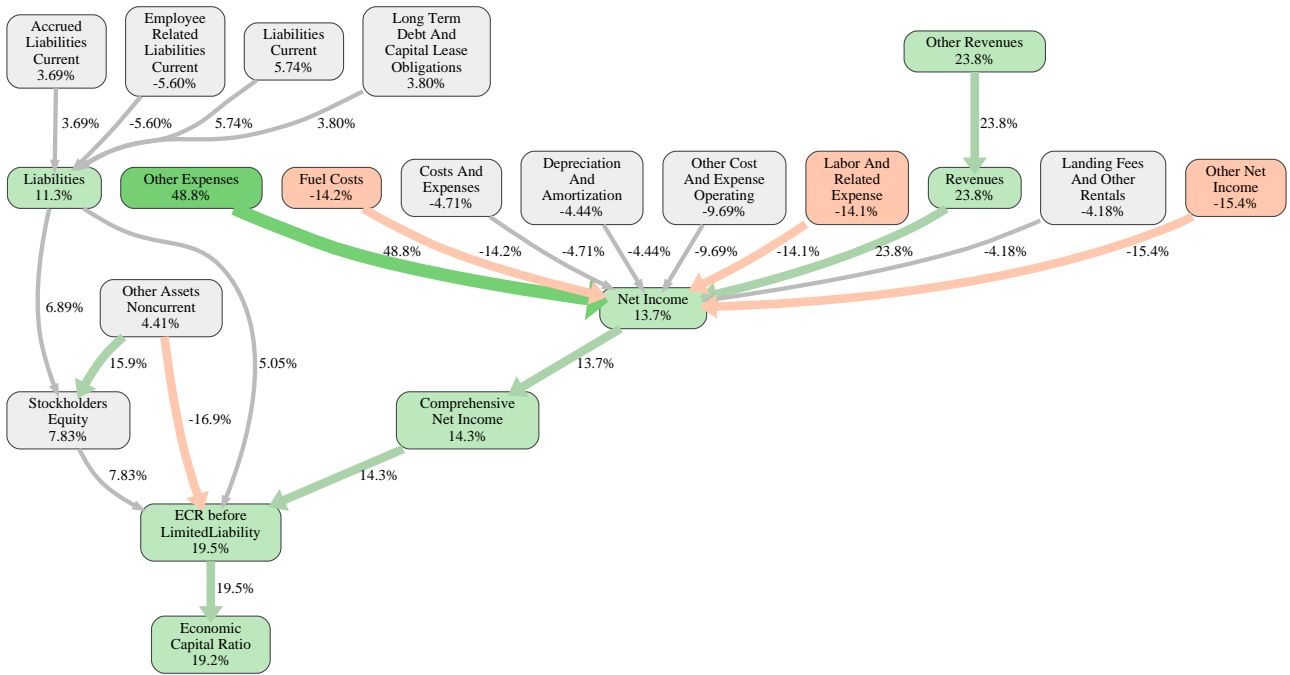 Accrued
Liabilities
Current
3.69%
Employee
Related
Liabilities
Current
-5.60%
Liabilities
Current
5.74%
Long Term
Debt And
Capital Lease
Obligations
3.80%
Other Revenues
23.8%
3.69%
-5.60%
5.74%
3.80%
23.8%
Liabilities
11.3%
Other Expenses
48.8%
Fuel Costs
-14.2%
Costs And
Expenses
-4.71%
Depreciation
And
Amortization
-4.44%
Other Cost
And Expense
Operating
-9.69%
Labor And
Related
Expense
-14.1%
Revenues
23.8%
Landing Fees
And Other
Rentals
-4.18%
Other Net
Income
-15.4%
48.8%
-14.2%
-4.71%
-4.44%
-9.69%
-14.1%
23.8%
-4.18%
-15.4%
Other Assets
Noncurrent
4.41%
Net Income
13.7%
6.89%
15.9%
5.05%
13.7%
Stockholders
Equity
7.83%
-16.9%
Comprehensive
Net Income
14.3%
7.83%
14.3%
ECR before
LimitedLiability
19.5%
19.5%
Economic
Capital Ratio
19.2%